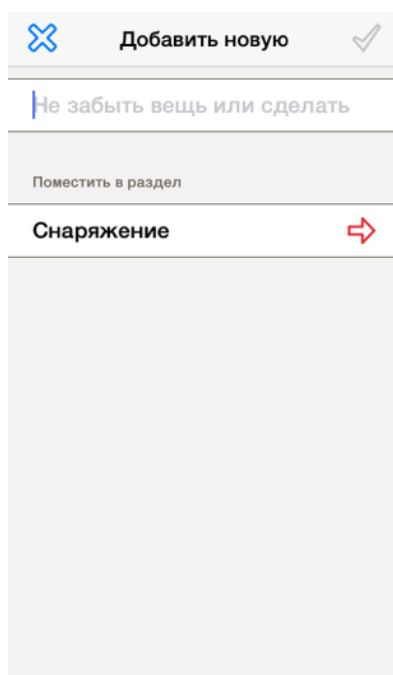 Добавить новую
Не забыть вещь или сделать
Поместить в раздел
Снаряжение